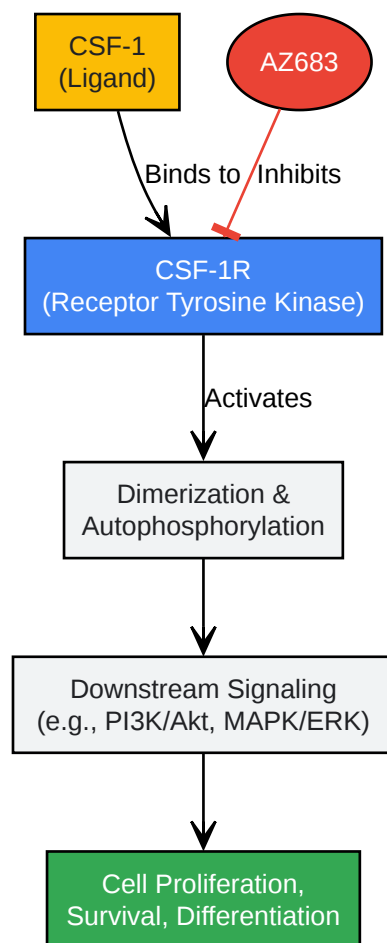 CSF-1
(Ligand)
AZ683
Binds to
Inhibits
CSF-1R
(Receptor Tyrosine Kinase)
Activates
Dimerization &
Autophosphorylation
Downstream Signaling
(e.g., PI3K/Akt, MAPK/ERK)
Cell Proliferation,
Survival, Differentiation